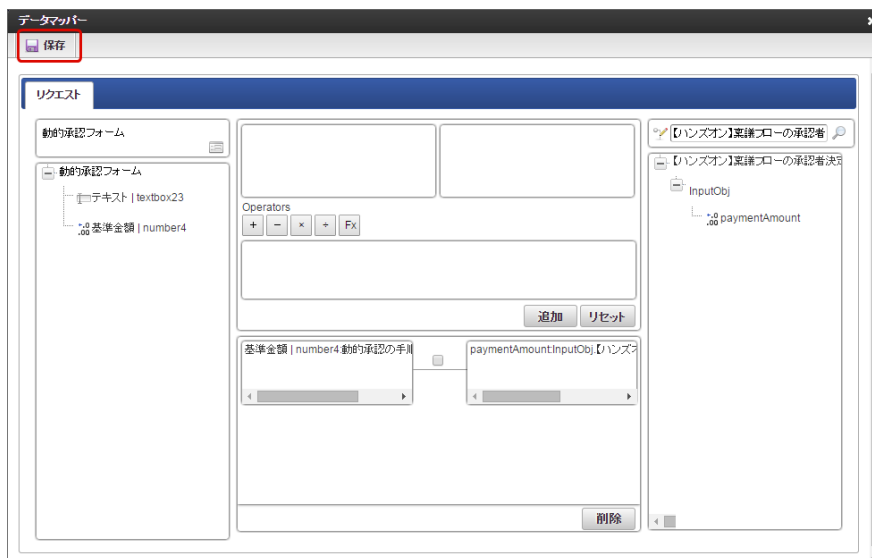 データマッパー
保存
リクエスト
動的承認フォーム
動的承認フォーム
テキスト | textbox23
基準金額 | number4
Operators
+ − × ÷ Fx
追加 リセット
基準金額 | number4:動的承認の手順
paymentAmount:InputObj.【ハンズオ
削除
【ハンズオン】稟議フローの承認者
【ハンズオン】稟議フローの承認者決定
InputObj
paymentAmount